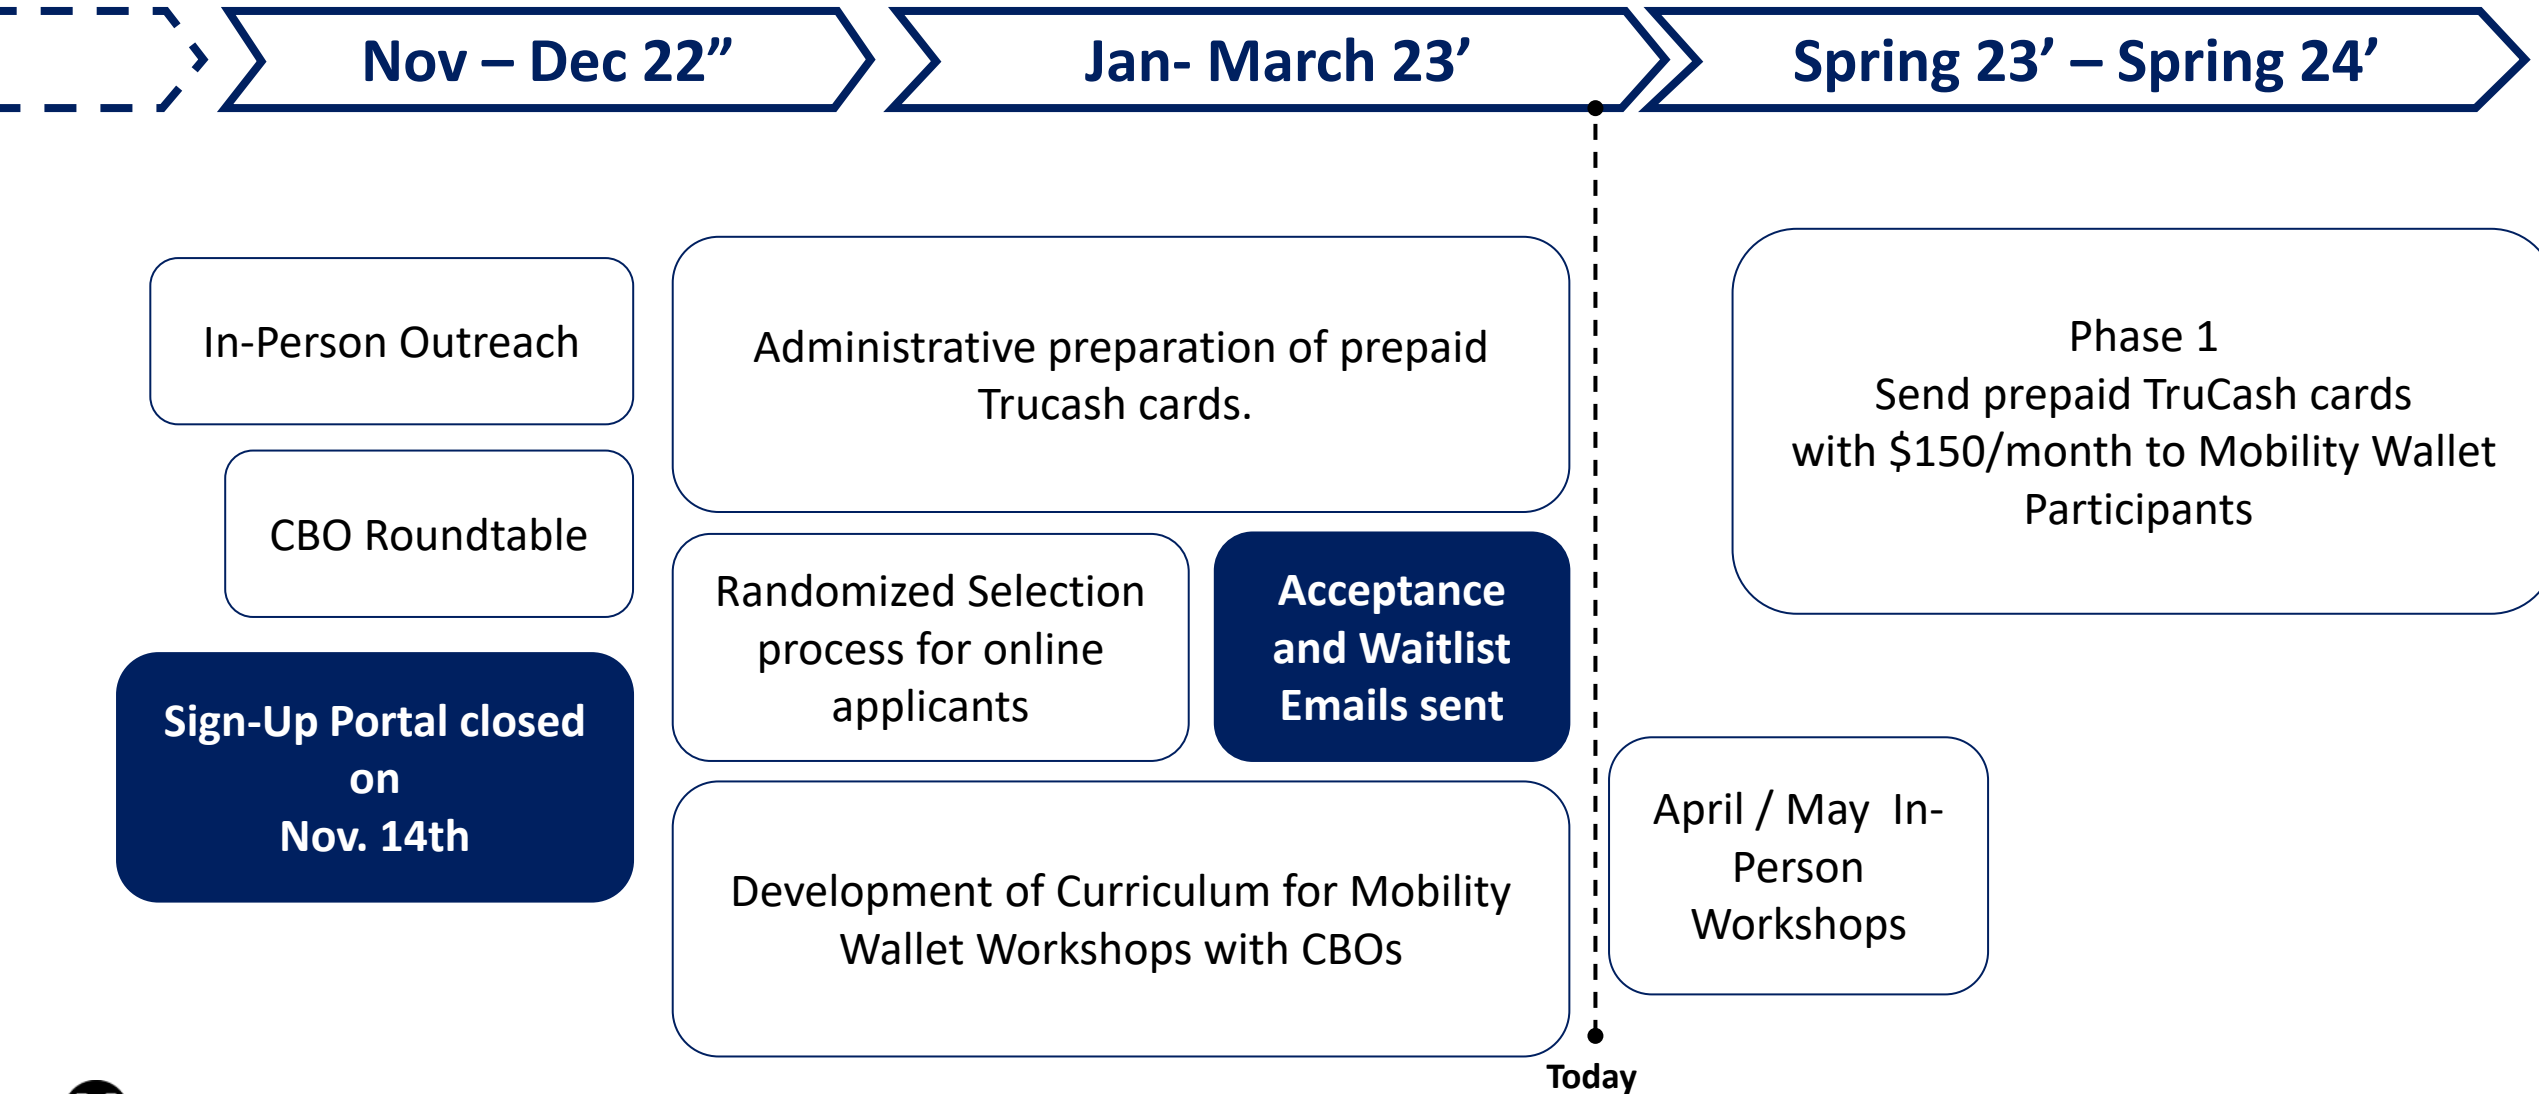 Nov – Dec 22”
Jan- March 23’
Spring 23’ – Spring 24’
In-Person Outreach
CBO Roundtable
Sign-Up Portal closed
on
Nov. 14th
Administrative preparation of prepaid
Trucash cards.
Randomized Selection
process for online
applicants
Acceptance
and Waitlist
Emails sent
Development of Curriculum for Mobility
Wallet Workshops with CBOs
Phase 1
Send prepaid TruCash cards
with $150/month to Mobility Wallet
Participants
April / May  In-
Person
Workshops
Today